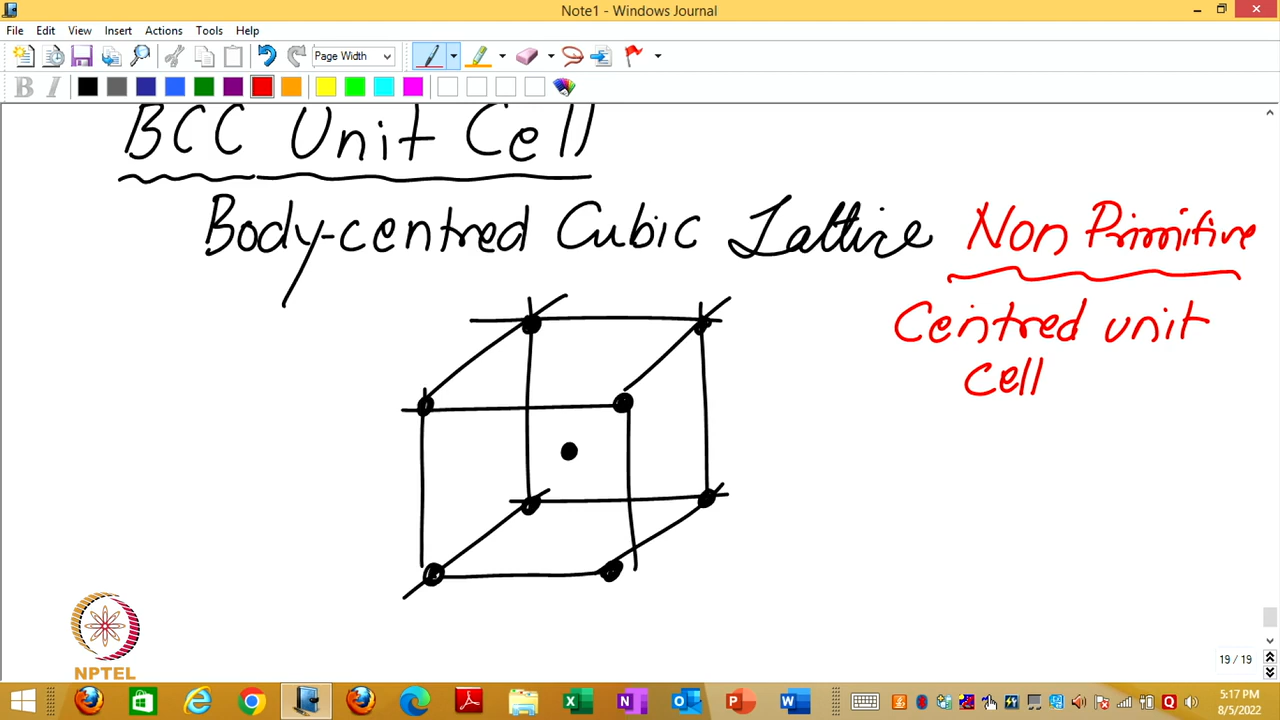 Note1 - Windows Journal
File Edit View Insert Actions Tools Help
Page Width
B I
BCC Unit Cell
Body-centred Cubic Lattice Non Primitive
Centred unit
Cell
NPTEL
19 / 19
5:17 PM
8/5/2022